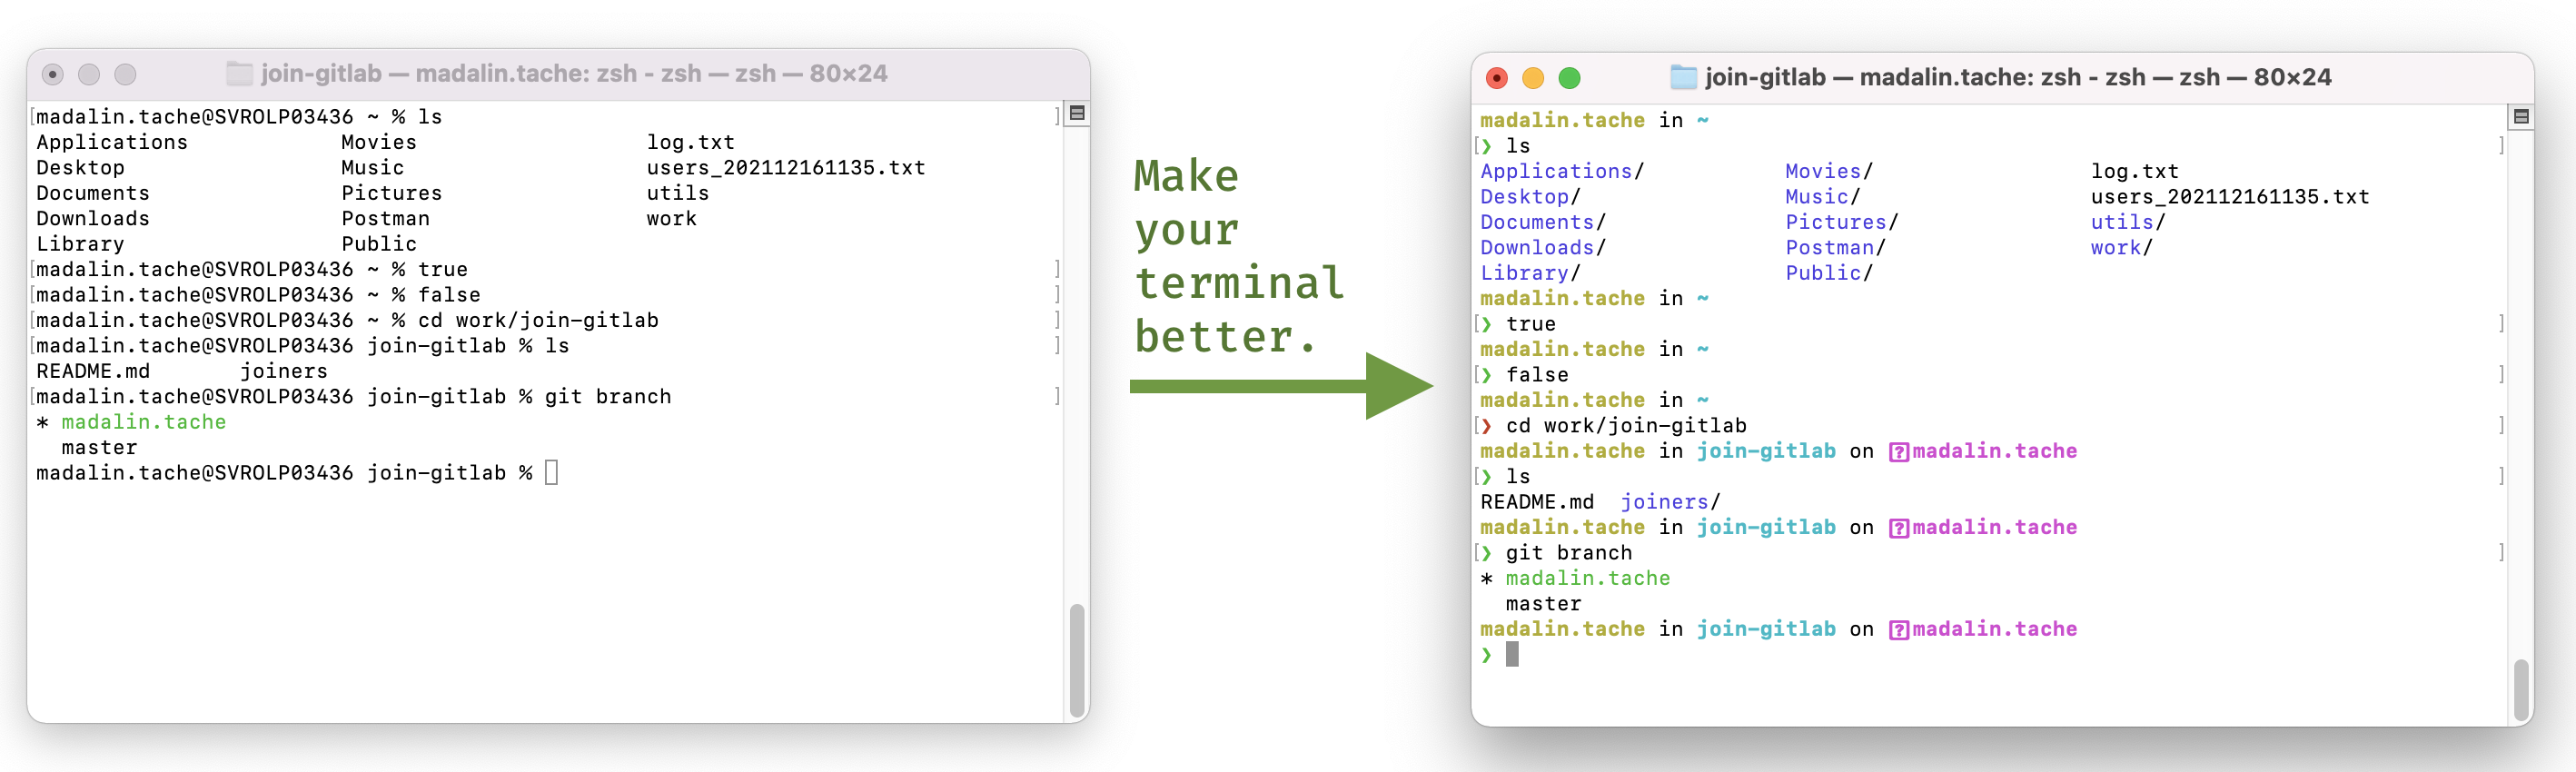 join-gitlab — madalin.tache: zsh - zsh — zsh — 80×24
madalin.tache@SVROLP03436 ~ % ls
Applications Movies log.txt
Desktop Music users_202112161135.txt
Documents Pictures utils
Downloads Postman work
Library Public
madalin.tache@SVROLP03436 ~ % true
madalin.tache@SVROLP03436 ~ % false
madalin.tache@SVROLP03436 ~ % cd work/join-gitlab
madalin.tache@SVROLP03436 join-gitlab % ls
README.md joiners
madalin.tache@SVROLP03436 join-gitlab % git branch
* madalin.tache
master
madalin.tache@SVROLP03436 join-gitlab %
Make
your
terminal
better.
join-gitlab — madalin.tache: zsh - zsh — zsh — 80×24
madalin.tache in ~
❯ ls
Applications/ Movies/ log.txt
Desktop/ Music/ users_202112161135.txt
Documents/ Pictures/ utils/
Downloads/ Postman/ work/
Library/ Public/
madalin.tache in ~
❯ true
madalin.tache in ~
❯ false
madalin.tache in ~
❯ cd work/join-gitlab
madalin.tache in join-gitlab on ⍰madalin.tache
❯ ls
README.md joiners/
madalin.tache in join-gitlab on ⍰madalin.tache
❯ git branch
* madalin.tache
master
madalin.tache in join-gitlab on ⍰madalin.tache
❯